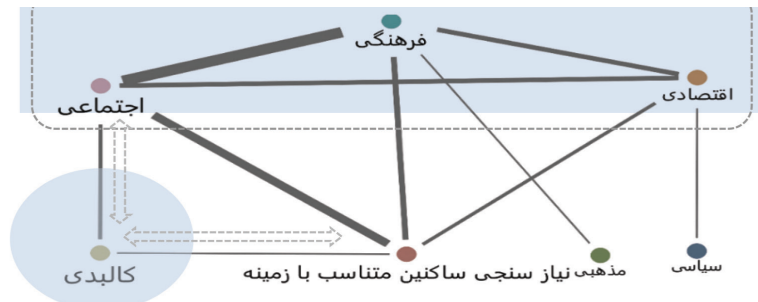 فرهنگی
اقتصادی
اجتماعی
سیاسی
مذهبی
نیاز سنجی ساکنین متناسب با زمینه
کالبدی